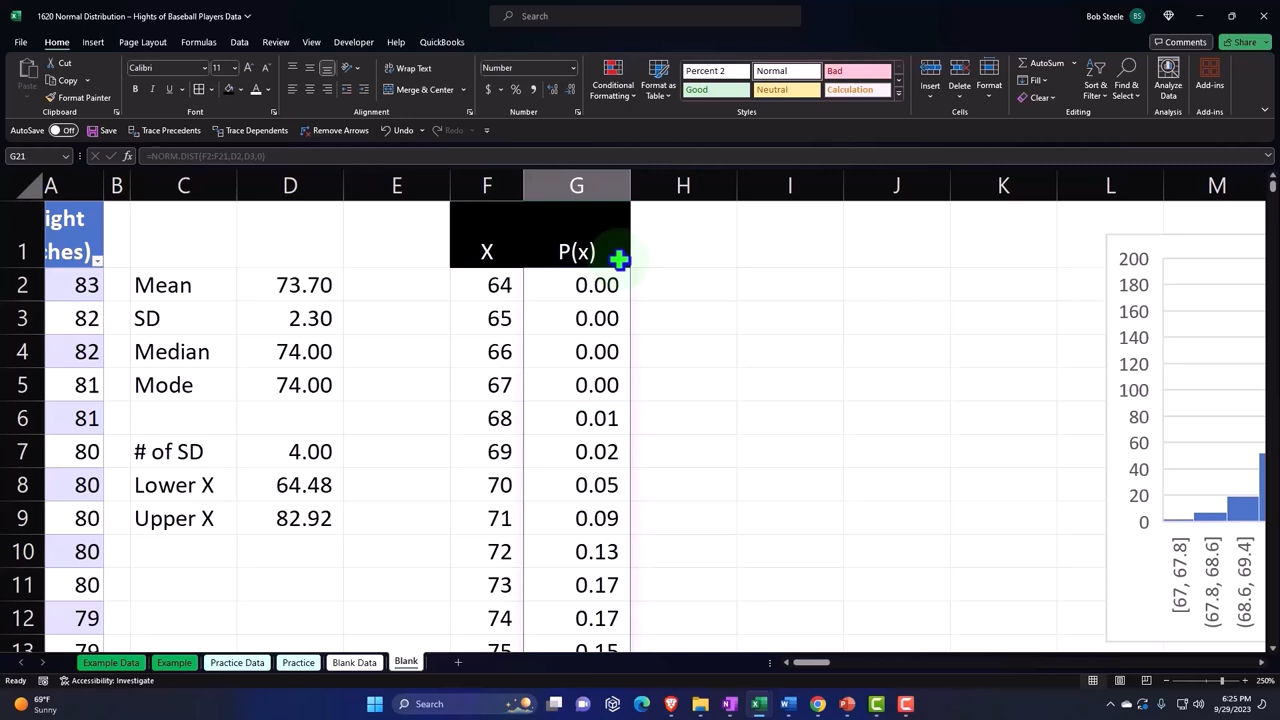 1620 Normal Distribution – Hights of Baseball Players Data
Search
Bob Steele BS
File Home Insert Page Layout Formulas Data Review View Developer Help QuickBooks
Comments Share
Cut
Copy
Format Painter
Paste
Clipboard
Calibri 11
Font
Wrap Text
Merge & Center
Alignment
Number
Number
Conditional Formatting
Format as Table
Percent 2 Normal Bad
Good Neutral Calculation
Styles
Insert Delete Format
Cells
AutoSum
Fill
Clear
Sort & Filter
Find & Select
Editing
Analyze Data
Analysis
Add-ins
Add-ins
AutoSave Off Save Trace Precedents Trace Dependents Remove Arrows Undo Redo
G21 =NORM.DIST(F2:F21,D2,D3,0)
A B C D E F G H I J K L M
ight
1 hes) X P(x)
2 83 Mean 73.70 64 0.00
3 82 SD 2.30 65 0.00
4 82 Median 74.00 66 0.00
5 81 Mode 74.00 67 0.00
6 81 68 0.01
7 80 # of SD 4.00 69 0.02
8 80 Lower X 64.48 70 0.05
9 80 Upper X 82.92 71 0.09
10 80 72 0.13
11 80 73 0.17
12 79 74 0.17
79 75 0.15
200
180
160
140
120
100
80
60
40
20
0
[67, 67.8]
(67.8, 68.6]
(68.6, 69.4]
Example Data Example Practice Data Practice Blank Data Blank
Ready Accessibility: Investigate 250%
69°F
Sunny
Search
6:25 PM
9/29/2023